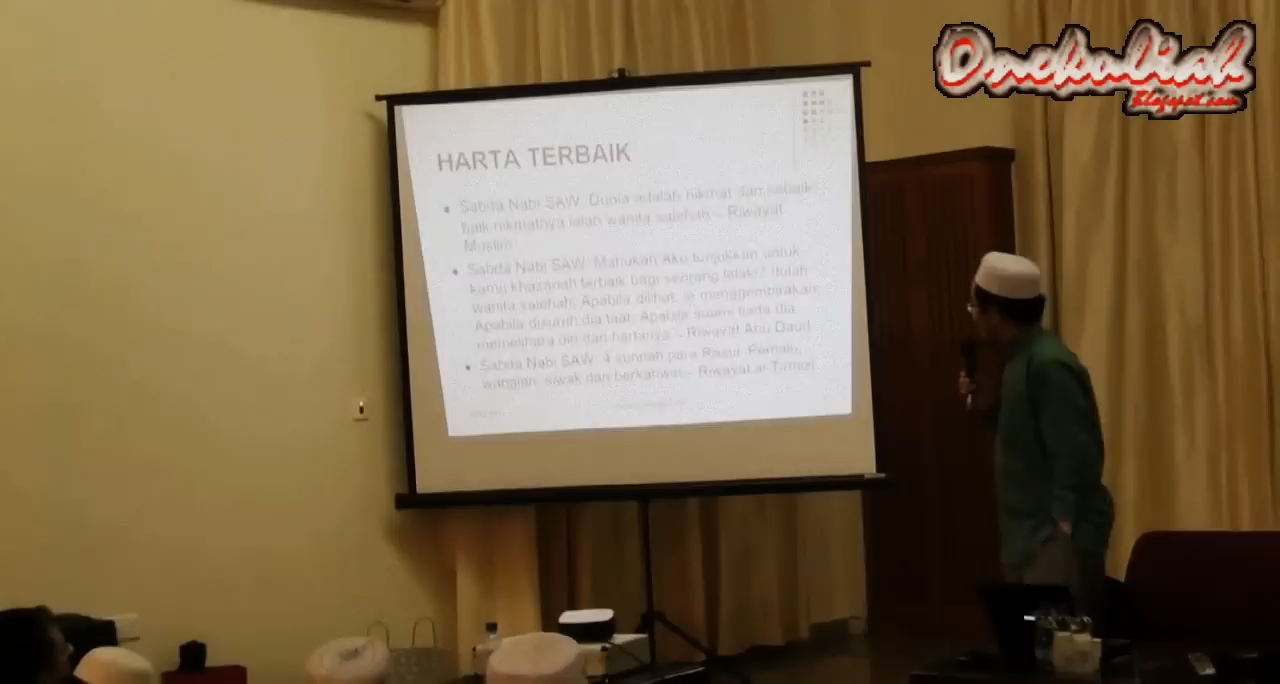 Onekuliah
Blogspot.com
HARTA TERBAIK
Sabda Nabi SAW: Dunia adalah nikmat dan sebaik
baik nikmatnya ialah wanita solehah – Riwayat
Muslim
Sabda Nabi SAW: Mahukah Aku tunjukkan untuk
kamu khazanah terbaik bagi seorang lelaki? Itulah
wanita solehah. Apabila dilihat, ia menggembirakan,
Apabila disuruh dia taat. Apabila suami tiada dia
memelihara diri dan hartanya – Riwayat Abu Daud
Sabda Nabi SAW: 4 sunnah para Rasul: Pemalu,
wangian, siwak dan berkahwin – Riwayat at-Tirmizi